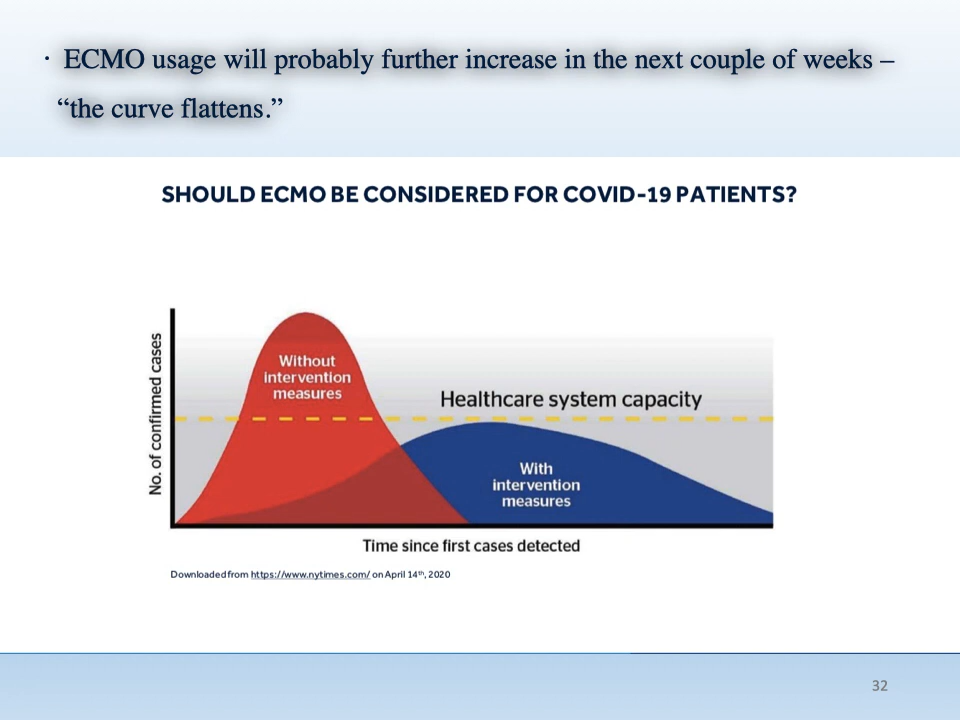 · ECMO usage will probably further increase in the next couple of weeks –
“the curve flattens.”
SHOULD ECMO BE CONSIDERED FOR COVID-19 PATIENTS?
No. of confirmed cases
Without
intervention
measures
Healthcare system capacity
With
intervention
measures
Time since first cases detected
Downloaded from https://www.nytimes.com/ on April 14th, 2020
32